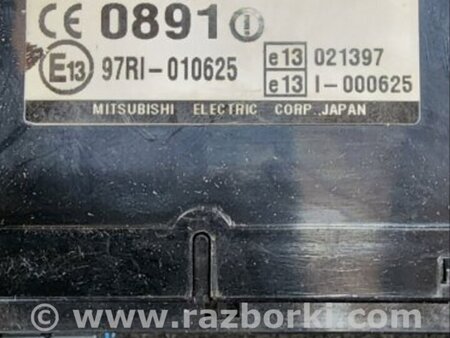 CE 0891
E13 97RI-010625
e13 021397
e13 I-000625
MITSUBISHI ELECTRIC CORP. JAPAN
© www.razborki.com